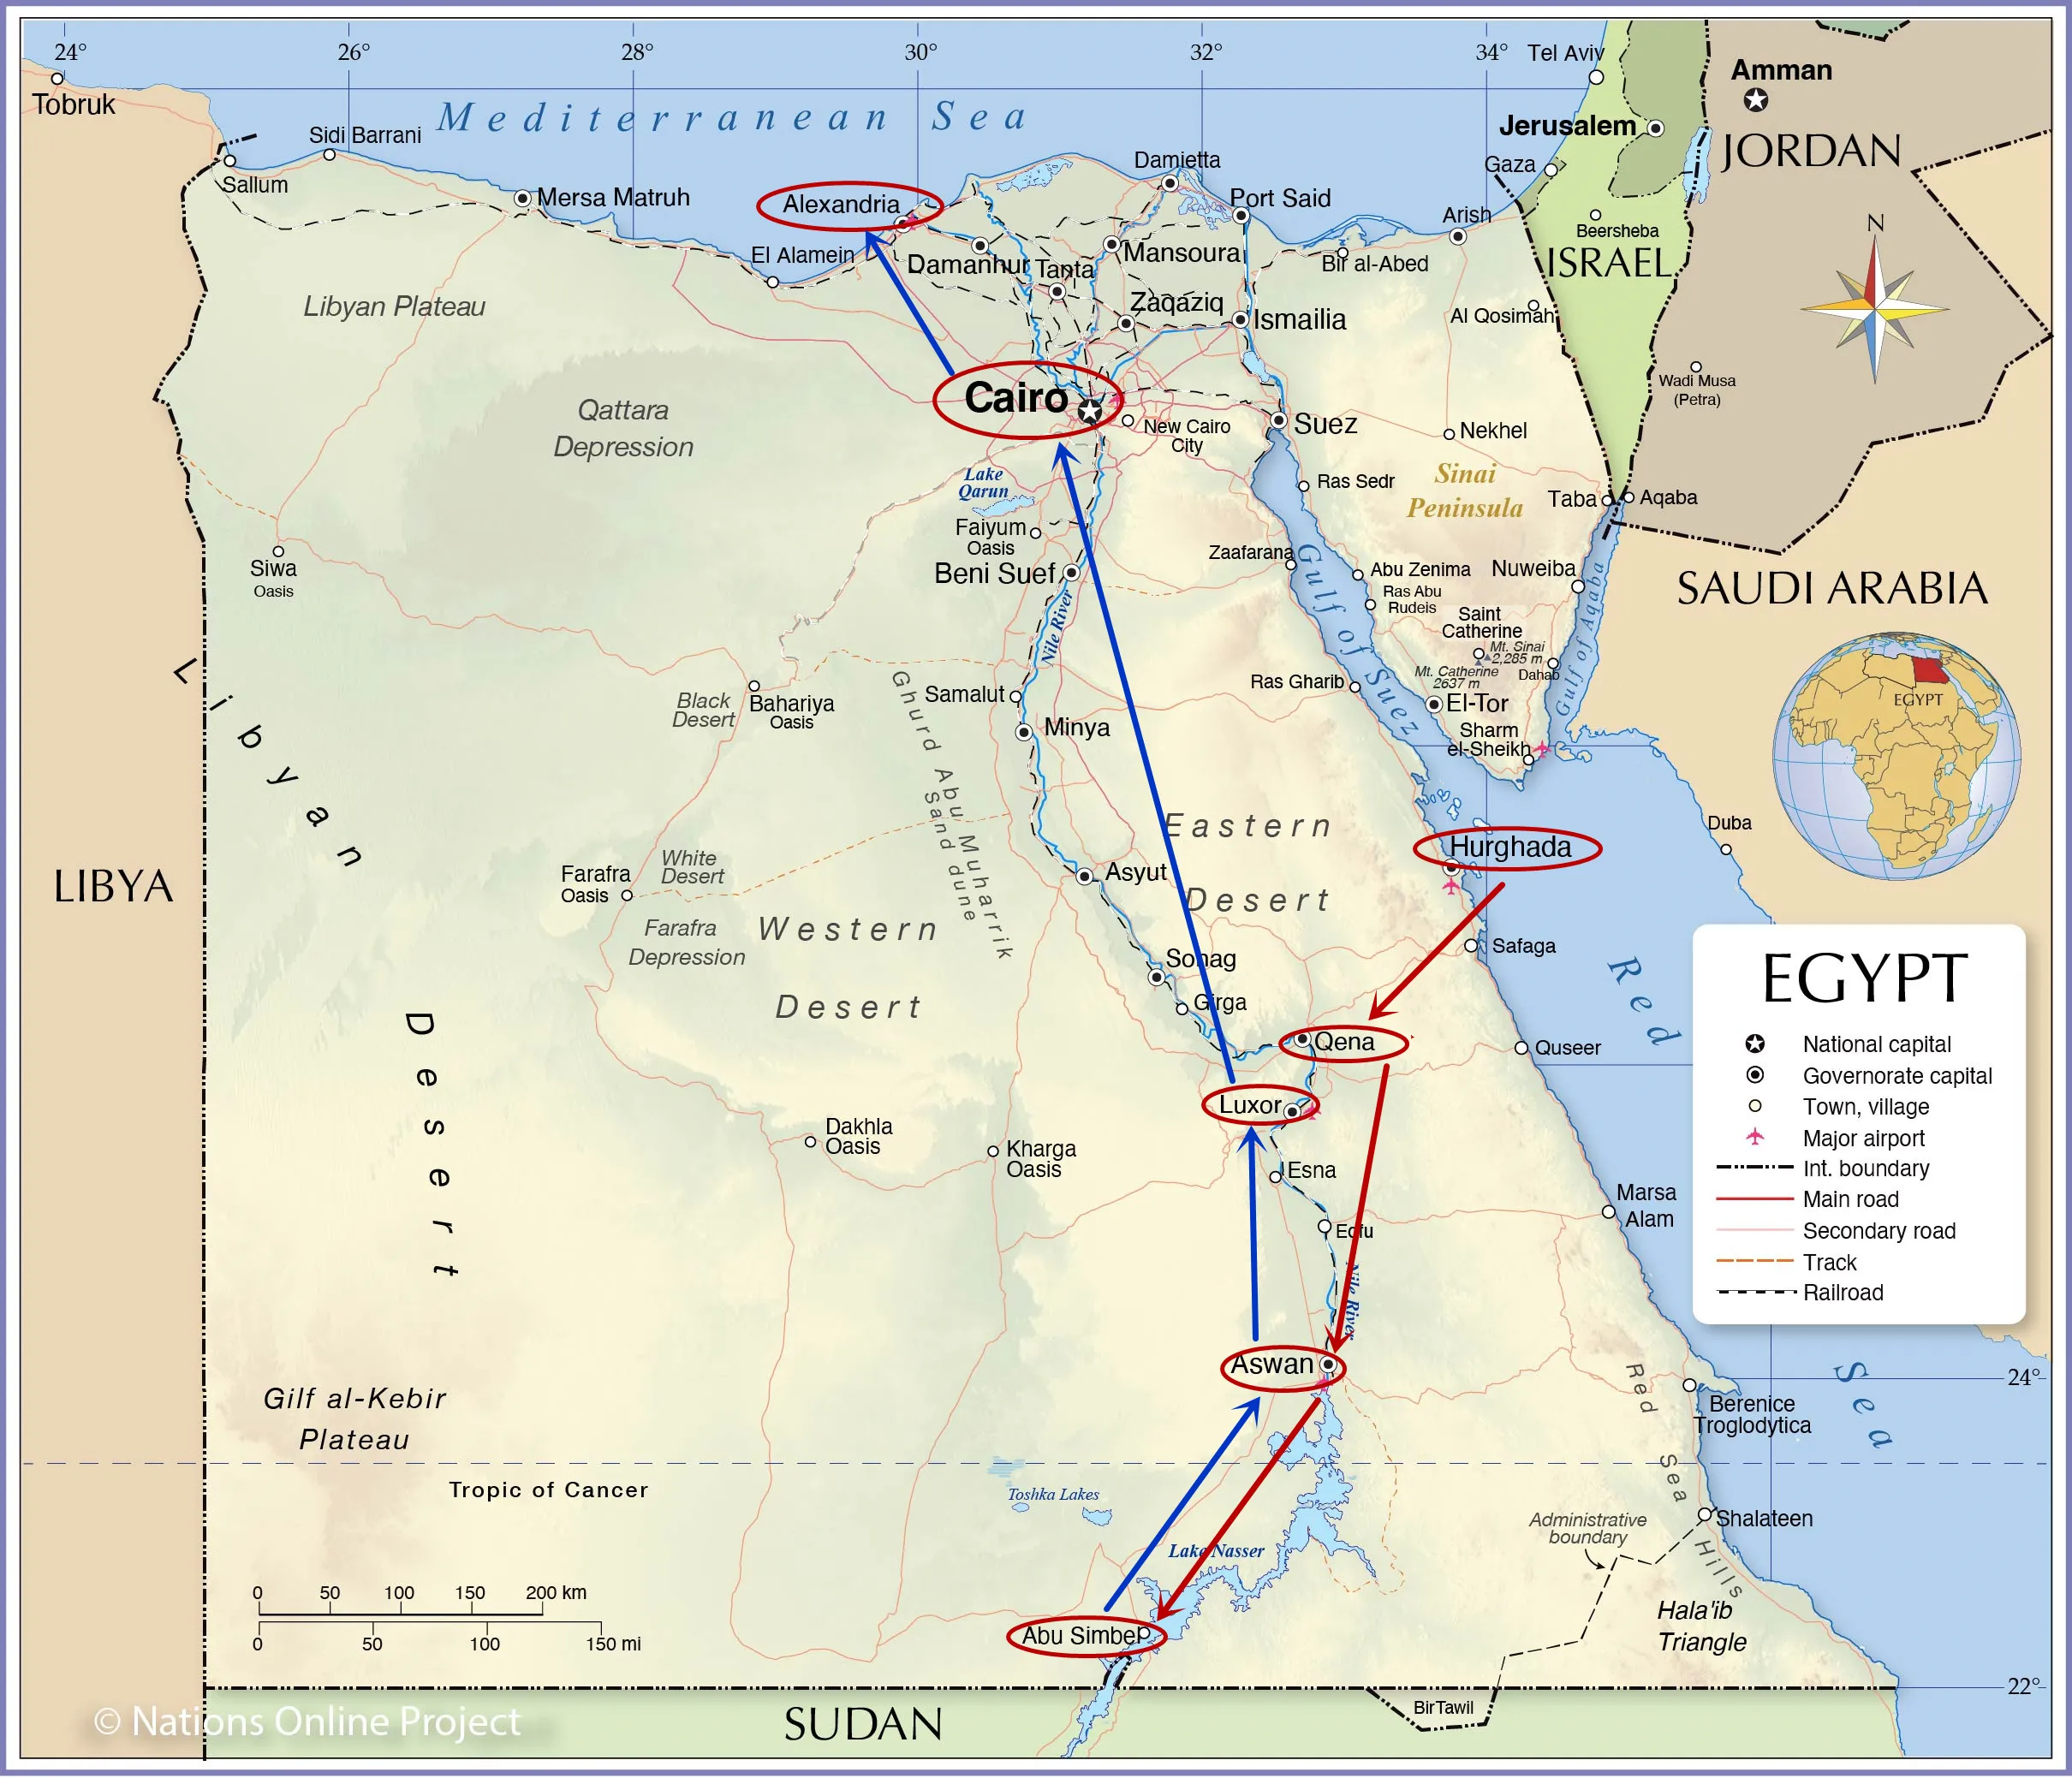 24°
26°
28°
30°
32°
34°
Tel Aviv
Amman
Tobruk
Mediterranean Sea
Sidi Barrani
Jerusalem
JORDAN
Sallum
Mersa Matruh
Alexandria
Damietta
Port Said
Gaza
Arish
Beersheba
ISRAEL
N
El Alamein
Damanhur
Tanta
Mansoura
Bir al-Abed
Libyan Plateau
Zaqaziq
Ismailia
Al Qosimah
Cairo
Wadi Musa
(Petra)
Qattara
Depression
New Cairo
City
Suez
Nekhel
Lake
Qarun
Ras Sedr
Sinai
Peninsula
Taba
Aqaba
Faiyum
Oasis
Siwa
Oasis
Beni Suef
Zaafarana
Abu Zenima
Nuweiba
Ras Abu
Rudeis
SAUDI ARABIA
Gulf of Suez
Gulf of Aqaba
Nile River
Saint
Catherine
Mt. Sinai
2,285 m
Mt. Catherine
2637 m
Dahab
Libyan
Desert
Black
Desert
Bahariya
Oasis
Samalut
Minya
Ras Gharib
El-Tor
Sharm
el-Sheikh
EGYPT
Ghurd Abu Muharrik
Sand dune
Eastern
Desert
Hurghada
Duba
LIBYA
Farafra
Oasis
White
Desert
Asyut
Farafra
Depression
Western
Desert
Sohag
Safaga
Girga
Qena
Quseer
Red
Sea
Luxor
Dakhla
Oasis
Kharga
Oasis
Esna
Marsa
Alam
Edfu
Nile River
Aswan
EGYPT
National capital
Governorate capital
Town, village
Major airport
Int. boundary
Main road
Secondary road
Track
Railroad
24°
Gilf al-Kebir
Plateau
Red Sea Hills
Berenice
Troglodytica
Tropic of Cancer
Toshka Lakes
Administrative
boundary
Shalateen
Lake Nasser
0 50 100 150 200 km
0 50 100 150 mi
Abu Simbel
Hala'ib
Triangle
22°
BirTawil
© Nations Online Project
SUDAN